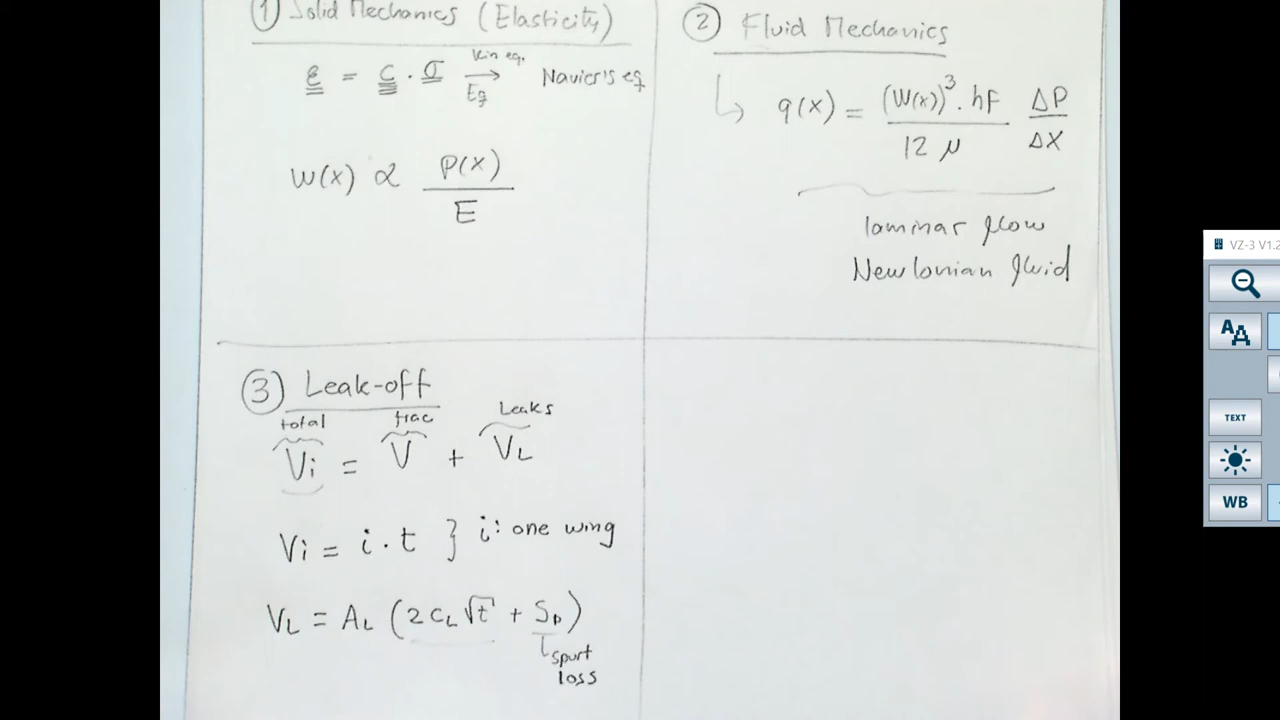 ① Solid Mechanics (Elasticity)
ε = C · σ → Navier's eq
Kin eq.
Eq
W(x) ∝ P(x) / E
② Fluid Mechanics
↳ q(x) = (W(x))³ · hF / 12 μ ΔP / ΔX
laminar flow
Newtonian fluid
③ Leak-off
total frac Leaks
Vi = V + VL
Vi = i · t } i: one wing
VL = AL (2CL√t + Sp)
spurt
loss
VZ-3 V1.2
AA
TEXT
WB